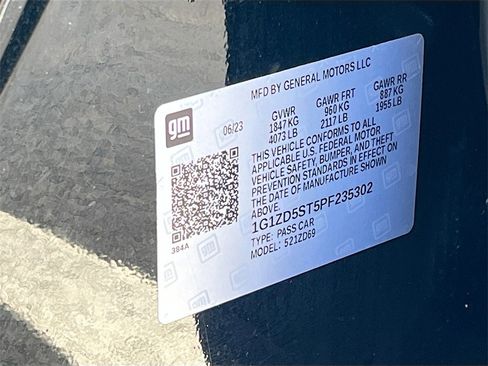 MFD BY GENERAL MOTORS LLC
gm
06/23
GVWR GAWR FRT GAWR RR
1847 KG 960 KG 887 KG
4073 LB 2117 LB 1955 LB
THIS VEHICLE CONFORMS TO ALL
APPLICABLE U.S. FEDERAL MOTOR
VEHICLE SAFETY, BUMPER, AND THEFT
PREVENTION STANDARDS IN EFFECT ON
THE DATE OF MANUFACTURE SHOWN
ABOVE.
1G1ZD5ST5PF235302
TYPE: PASS CAR
MODEL: 521ZD69
384A